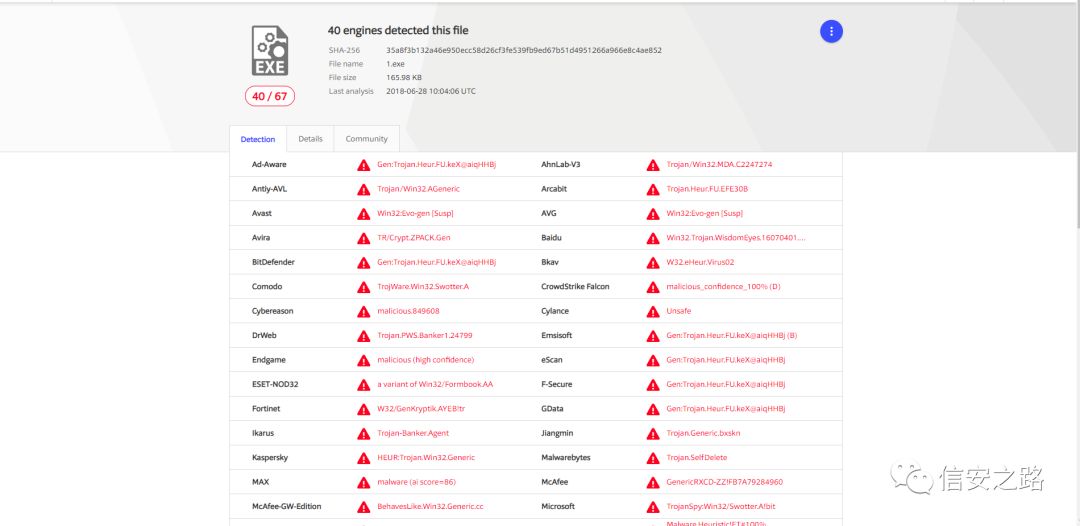 40 engines detected this file
SHA-256 35a8f3b132a46e950ecc58d26cf3fe539fb9ed67b51d4951266a966e8c4ae852
File name 1.exe
File size 165.98 KB
Last analysis 2018-06-28 10:04:06 UTC
EXE
40 / 67
Detection Details Community
Ad-Aware Gen:Trojan.Heur.FU.keX@aiqHHBj AhnLab-V3 Trojan/Win32.MDA.C2247274
Antiy-AVL Trojan/Win32.AGeneric Arcabit Trojan.Heur.FU.EFE30B
Avast Win32:Evo-gen [Susp] AVG Win32:Evo-gen [Susp]
Avira TR/Crypt.ZPACK.Gen Baidu Win32.Trojan.WisdomEyes.16070401....
BitDefender Gen:Trojan.Heur.FU.keX@aiqHHBj Bkav W32.eHeur.Virus02
Comodo TrojWare.Win32.Swotter.A CrowdStrike Falcon malicious_confidence_100% (D)
Cybereason malicious.849608 Cylance Unsafe
DrWeb Trojan.PWS.Banker1.24799 Emsisoft Gen:Trojan.Heur.FU.keX@aiqHHBj (B)
Endgame malicious (high confidence) eScan Gen:Trojan.Heur.FU.keX@aiqHHBj
ESET-NOD32 a variant of Win32/Formbook.AA F-Secure Gen:Trojan.Heur.FU.keX@aiqHHBj
Fortinet W32/GenKryptik.AYEB!tr GData Gen:Trojan.Heur.FU.keX@aiqHHBj
Ikarus Trojan-Banker.Agent Jiangmin Trojan.Generic.bxskn
Kaspersky HEUR:Trojan.Win32.Generic Malwarebytes Trojan.SelfDelete
MAX malware (ai score=86) McAfee GenericRXCD-ZZ!FB7A79284960
McAfee-GW-Edition BehavesLike.Win32.Generic.cc Microsoft TrojanSpy:Win32/Swotter.A!bit
信安之路